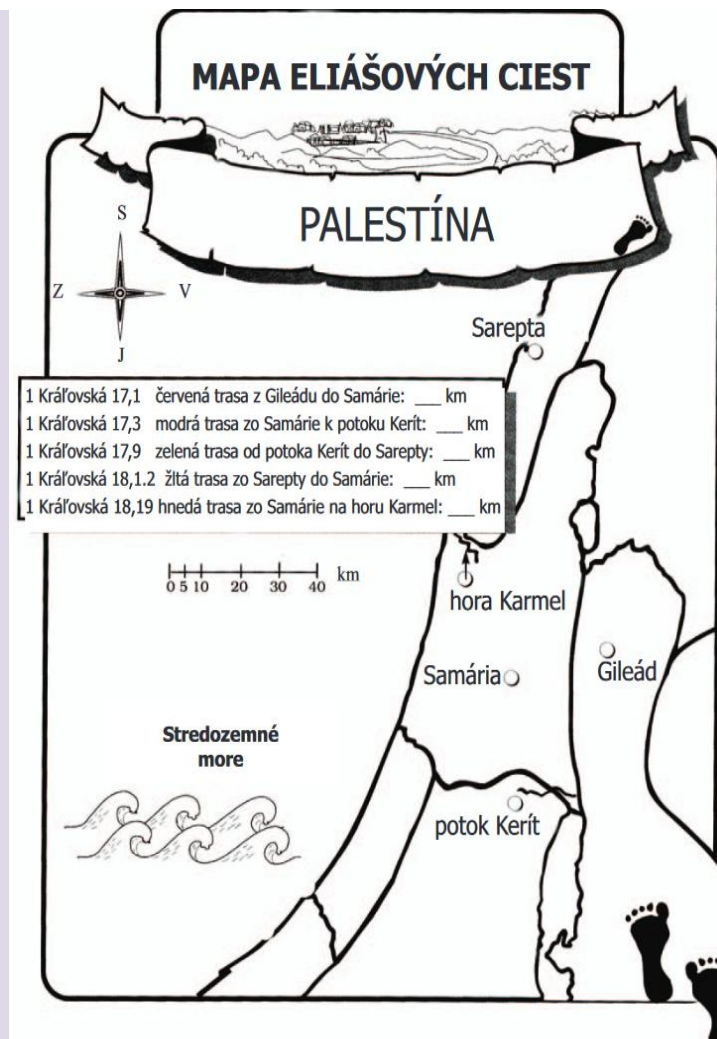 MAPA ELIÁŠOVÝCH CIEST
PALESTÍNA
S
Z V
J
Sarepta
1 Kráľovská 17,1 červená trasa z Gileádu do Samárie: ___ km
1 Kráľovská 17,3 modrá trasa zo Samárie k potoku Kerít: ___ km
1 Kráľovská 17,9 zelená trasa od potoka Kerít do Sarepty: ___ km
1 Kráľovská 18,1.2 žltá trasa zo Sarepty do Samárie: ___ km
1 Kráľovská 18,19 hnedá trasa zo Samárie na horu Karmel: ___ km
km
0 5 10 20 30 40
hora Karmel
Samária
Gileád
Stredozemné
more
potok Kerít